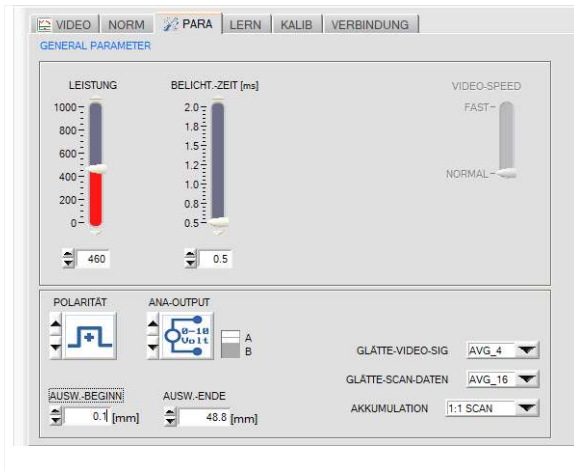 VIDEO NORM PARA LERN KALIB VERBINDUNG
GENERAL PARAMETER
LEISTUNG BELICHT.-ZEIT [ms] VIDEO-SPEED
1000 2.0 FAST
800 1.8
600 1.5
400 1.2 NORMAL
200 1.0
0 0.8
0.5
460 0.5
POLARITÄT ANA-OUTPUT
0-10 Volt A
B
GLÄTTE-VIDEO-SIG AVG_4
GLÄTTE-SCAN-DATEN AVG_16
AKKUMULATION 1:1 SCAN
AUSW.-BEGINN AUSW.-ENDE
0.1 [mm] 48.8 [mm]